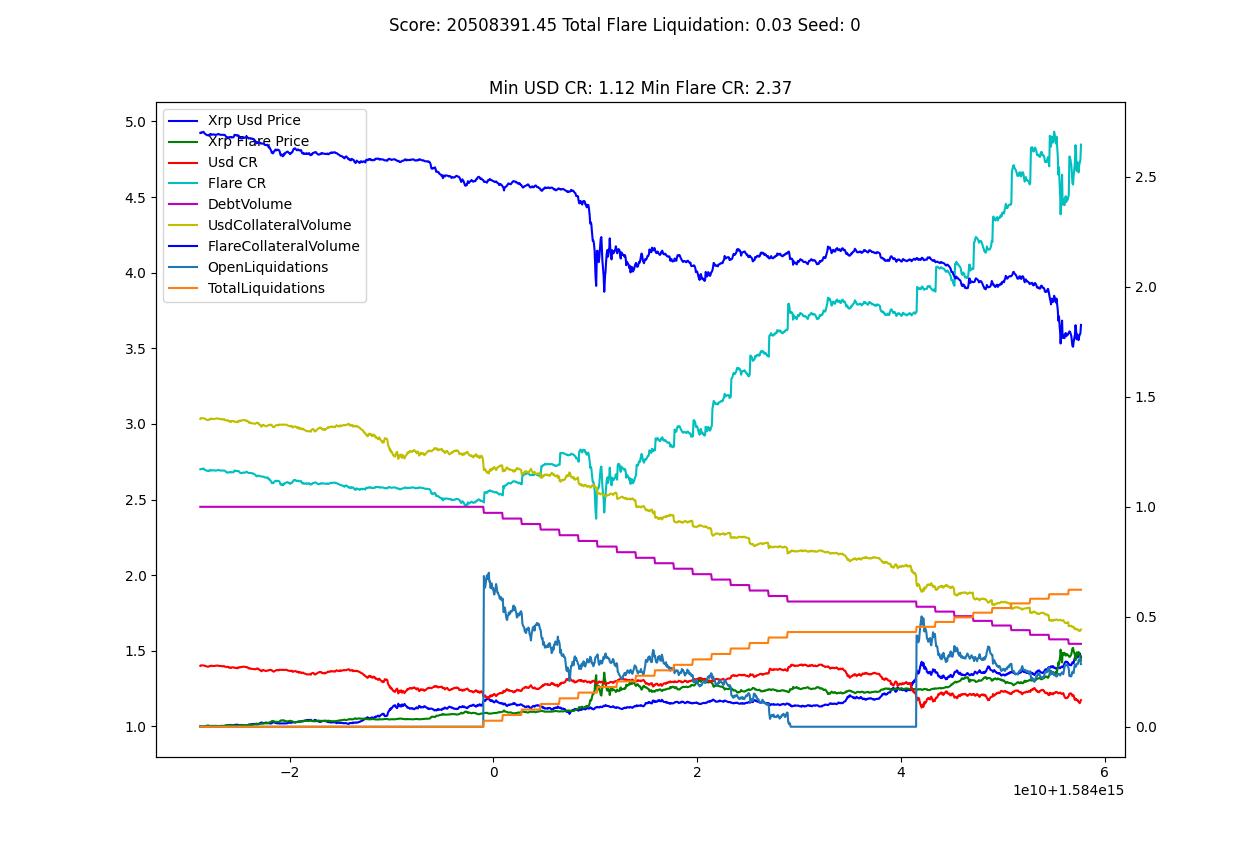 Score: 20508391.45 Total Flare Liquidation: 0.03 Seed: 0
Min USD CR: 1.12 Min Flare CR: 2.37
Xrp Usd Price
Xrp Flare Price
Usd CR
Flare CR
DebtVolume
UsdCollateralVolume
FlareCollateralVolume
OpenLiquidations
TotalLiquidations
5.0
4.5
4.0
3.5
3.0
2.5
2.0
1.5
1.0
2.5
2.0
1.5
1.0
0.5
0.0
−2 0 2 4 6
1e10+1.584e15